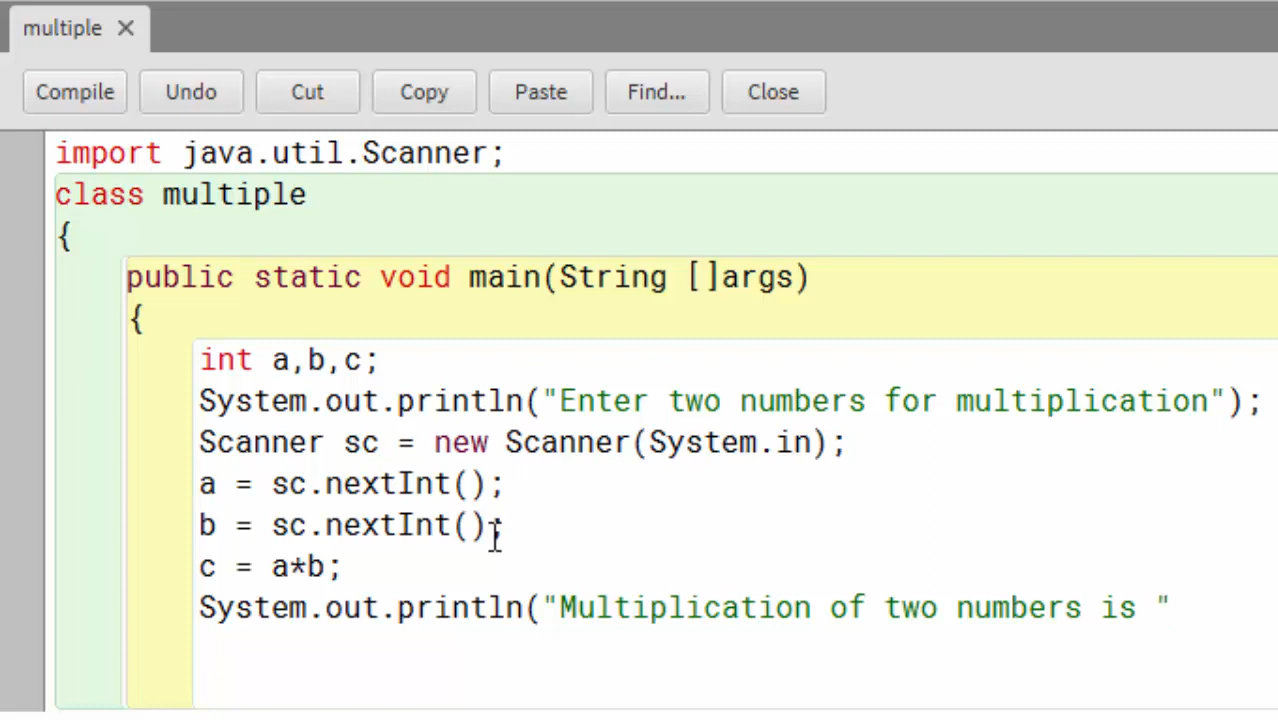 multiple ×
Compile Undo Cut Copy Paste Find... Close
import java.util.Scanner;
class multiple
{
public static void main(String []args)
{
int a,b,c;
System.out.println("Enter two numbers for multiplication");
Scanner sc = new Scanner(System.in);
a = sc.nextInt();
b = sc.nextInt();
c = a*b;
System.out.println("Multiplication of two numbers is "